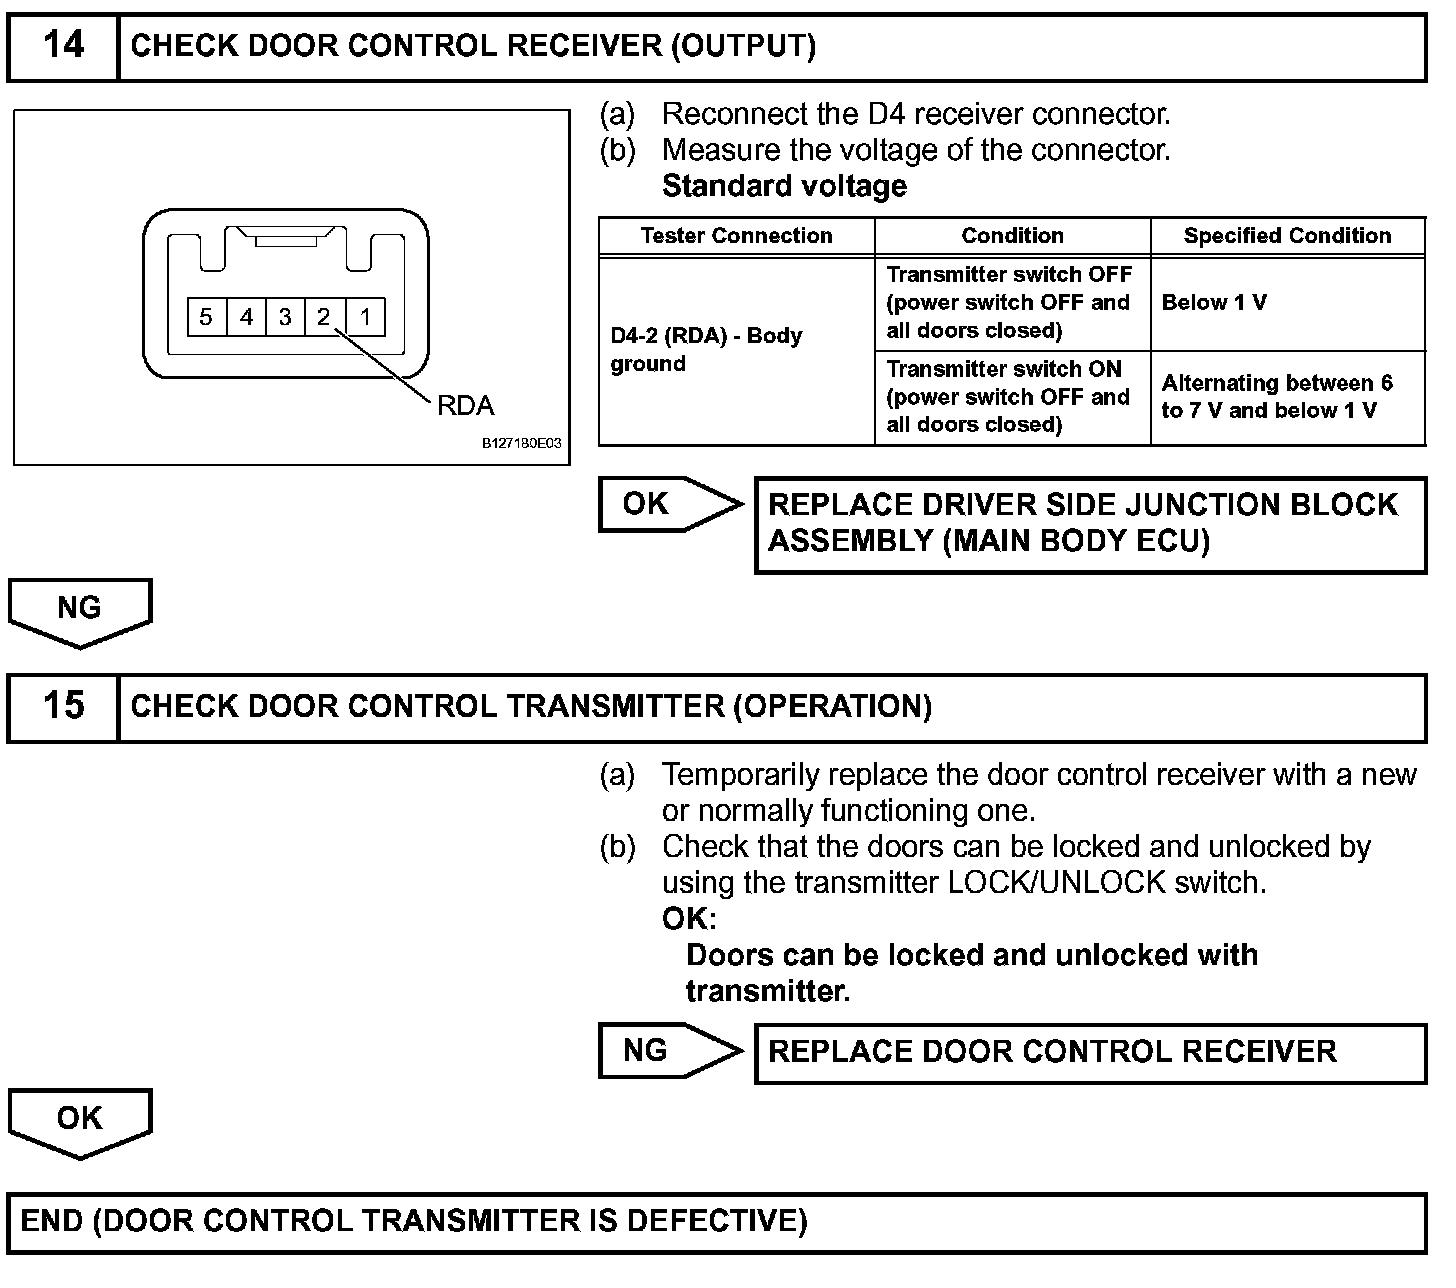 14 CHECK DOOR CONTROL RECEIVER (OUTPUT)
5 4 3 2 1
RDA
B127180E03
(a) Reconnect the D4 receiver connector.
(b) Measure the voltage of the connector.
Standard voltage
Tester Connection Condition Specified Condition
D4-2 (RDA) - Body
ground
Transmitter switch OFF
(power switch OFF and
all doors closed)
Below 1 V
Transmitter switch ON
(power switch OFF and
all doors closed)
Alternating between 6
to 7 V and below 1 V
OK
REPLACE DRIVER SIDE JUNCTION BLOCK
ASSEMBLY (MAIN BODY ECU)
NG
15 CHECK DOOR CONTROL TRANSMITTER (OPERATION)
(a) Temporarily replace the door control receiver with a new
or normally functioning one.
(b) Check that the doors can be locked and unlocked by
using the transmitter LOCK/UNLOCK switch.
OK:
Doors can be locked and unlocked with
transmitter.
NG
REPLACE DOOR CONTROL RECEIVER
OK
END (DOOR CONTROL TRANSMITTER IS DEFECTIVE)